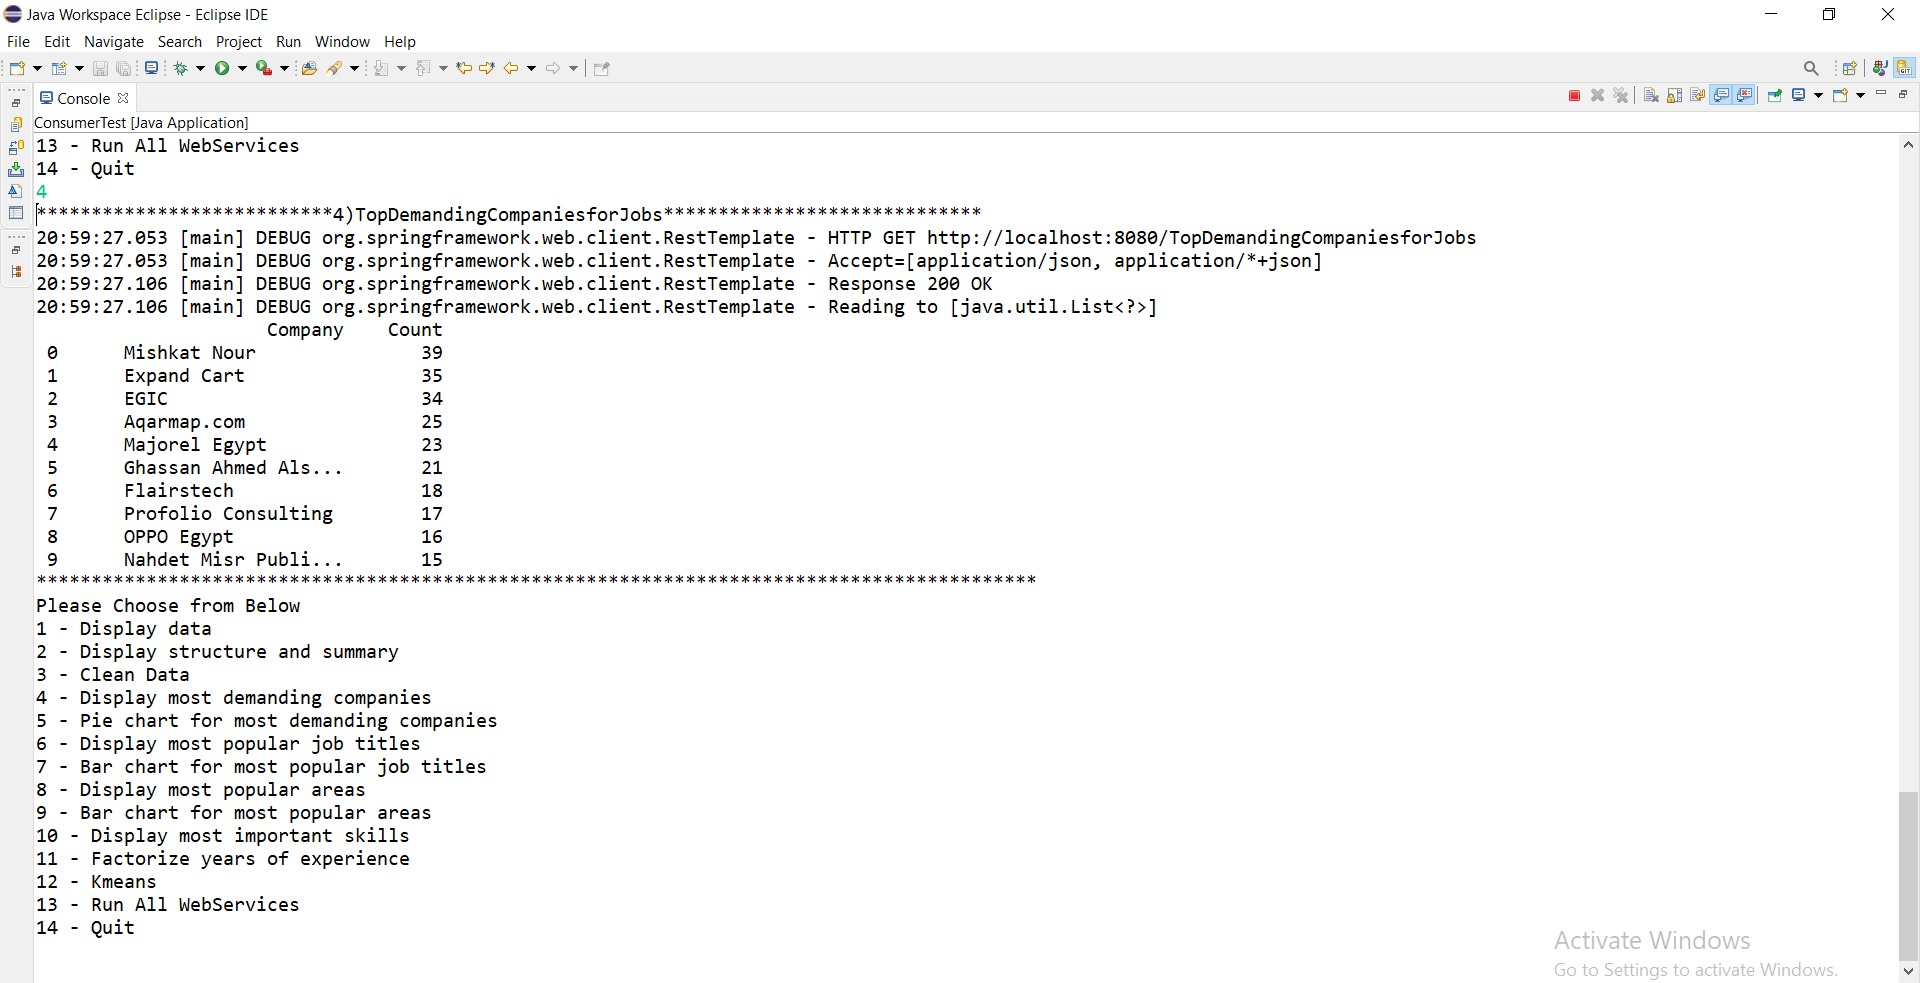 Java Workspace Eclipse - Eclipse IDE
File Edit Navigate Search Project Run Window Help
Console
ConsumerTest [Java Application]
13 - Run All WebServices
14 - Quit
4
***************************4)TopDemandingCompaniesforJobs*****************************
20:59:27.053 [main] DEBUG org.springframework.web.client.RestTemplate - HTTP GET http://localhost:8080/TopDemandingCompaniesforJobs
20:59:27.053 [main] DEBUG org.springframework.web.client.RestTemplate - Accept=[application/json, application/*+json]
20:59:27.106 [main] DEBUG org.springframework.web.client.RestTemplate - Response 200 OK
20:59:27.106 [main] DEBUG org.springframework.web.client.RestTemplate - Reading to [java.util.List<?>]
Company Count
0 Mishkat Nour 39
1 Expand Cart 35
2 EGIC 34
3 Aqarmap.com 25
4 Majorel Egypt 23
5 Ghassan Ahmed Als... 21
6 Flairstech 18
7 Profolio Consulting 17
8 OPPO Egypt 16
9 Nahdet Misr Publi... 15
*******************************************************************************************
Please Choose from Below
1 - Display data
2 - Display structure and summary
3 - Clean Data
4 - Display most demanding companies
5 - Pie chart for most demanding companies
6 - Display most popular job titles
7 - Bar chart for most popular job titles
8 - Display most popular areas
9 - Bar chart for most popular areas
10 - Display most important skills
11 - Factorize years of experience
12 - Kmeans
13 - Run All WebServices
14 - Quit
Activate Windows
Go to Settings to activate Windows.